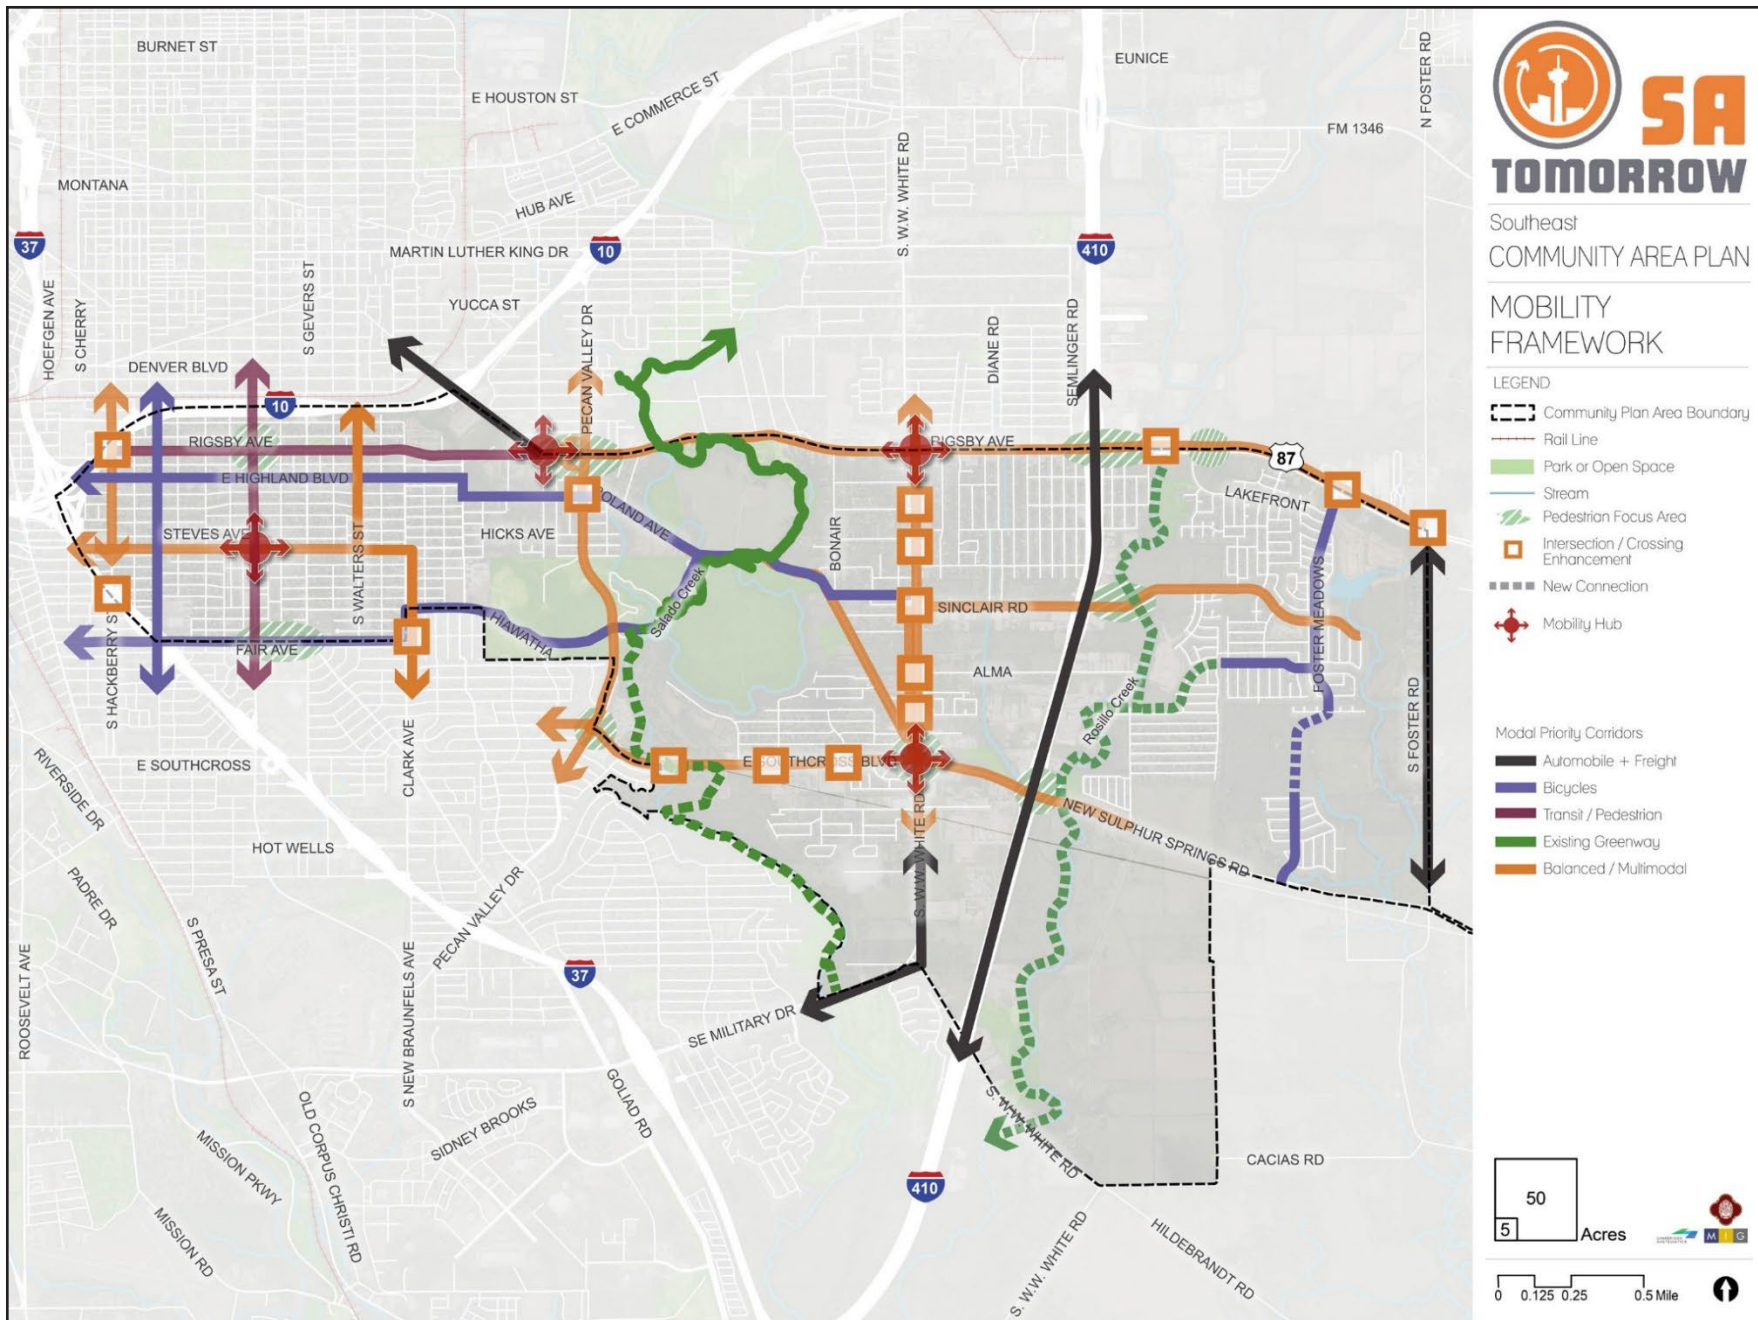 BURNET ST
EUNICE
N FOSTER RD
E HOUSTON ST
E COMMERCE ST
FM 1346
MONTANA
HUB AVE
S. W.W. WHITE RD
MARTIN LUTHER KING DR
37
10
410
HOEFGEN AVE
S CHERRY
S GEVERS ST
YUCCA ST
PECAN VALLEY DR
DIANE RD
SEMLINGER RD
DENVER BLVD
10
RIGSBY AVE
RIGSBY AVE
87
E HIGHLAND BLVD
ROLAND AVE
LAKEFRONT
STEVES AVE
S WALTERS ST
HICKS AVE
BONAIR
Salado Creek
SINCLAIR RD
FOSTER MEADOWS
HIAWATHA
FAIR AVE
S HACKBERRY ST
ALMA
Rosillo Creek
S FOSTER RD
CLARK AVE
E SOUTHCROSS
E SOUTHCROSS BLVD
RIVERSIDE DR
HOT WELLS
NEW SULPHUR SPRINGS RD
S. W.W. WHITE RD
PADRE DR
S PRESA ST
PECAN VALLEY DR
S NEW BRAUNFELS AVE
ROOSEVELT AVE
37
SE MILITARY DR
GOLIAD RD
SIDNEY BROOKS
OLD CORPUS CHRISTI RD
MISSION PKWY
MISSION RD
S. W.W. WHITE RD
CACIAS RD
410
S. W.W. WHITE RD
HILDEBRANDT RD
SA
TOMORROW
Southeast
COMMUNITY AREA PLAN
MOBILITY
FRAMEWORK
LEGEND
Community Plan Area Boundary
Rail Line
Park or Open Space
Stream
Pedestrian Focus Area
Intersection / Crossing
Enhancement
New Connection
Mobility Hub
Modal Priority Corridors
Automobile + Freight
Bicycles
Transit / Pedestrian
Existing Greenway
Balanced / Multimodal
50
5
Acres
M I G
0 0.125 0.25 0.5 Mile